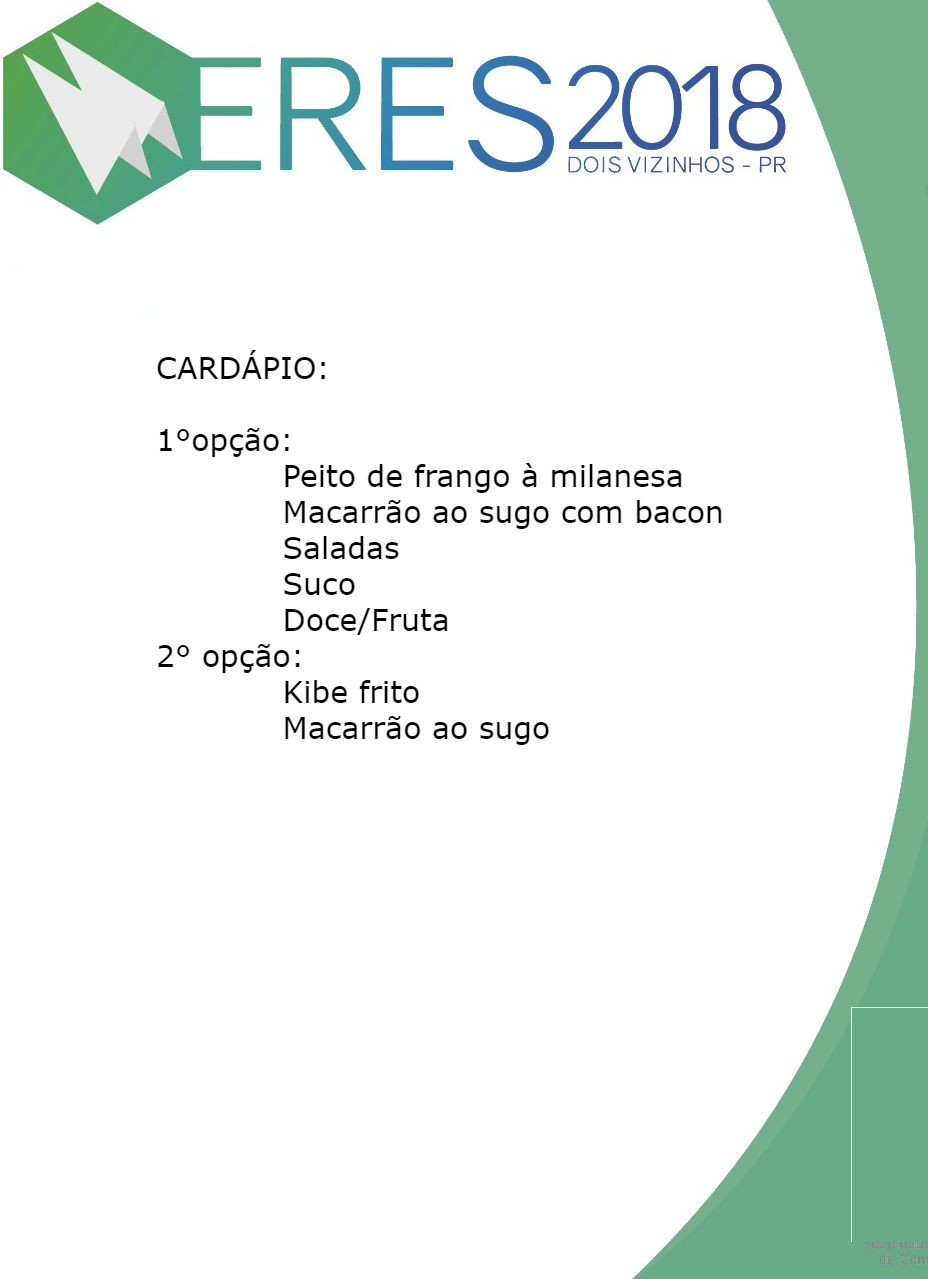 ERES 2018
DOIS VIZINHOS - PR
CARDÁPIO:
1°opção:
Peito de frango à milanesa
Macarrão ao sugo com bacon
Saladas
Suco
Doce/Fruta
2° opção:
Kibe frito
Macarrão ao sugo